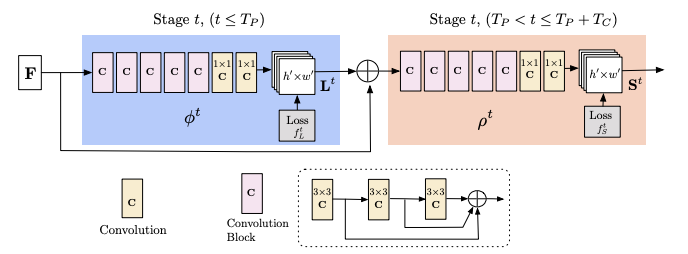 Stage t, (t ≤ T_P)
Stage t, (T_P < t ≤ T_P + T_C)
F
C
C
C
C
C
1×1
C
1×1
C
h′×w′
L^t
Loss
f_L^t
ϕ^t
C
C
C
C
C
1×1
C
1×1
C
h′×w′
S^t
Loss
f_S^t
ρ^t
C
Convolution
C
Convolution
Block
3×3
C
3×3
C
3×3
C